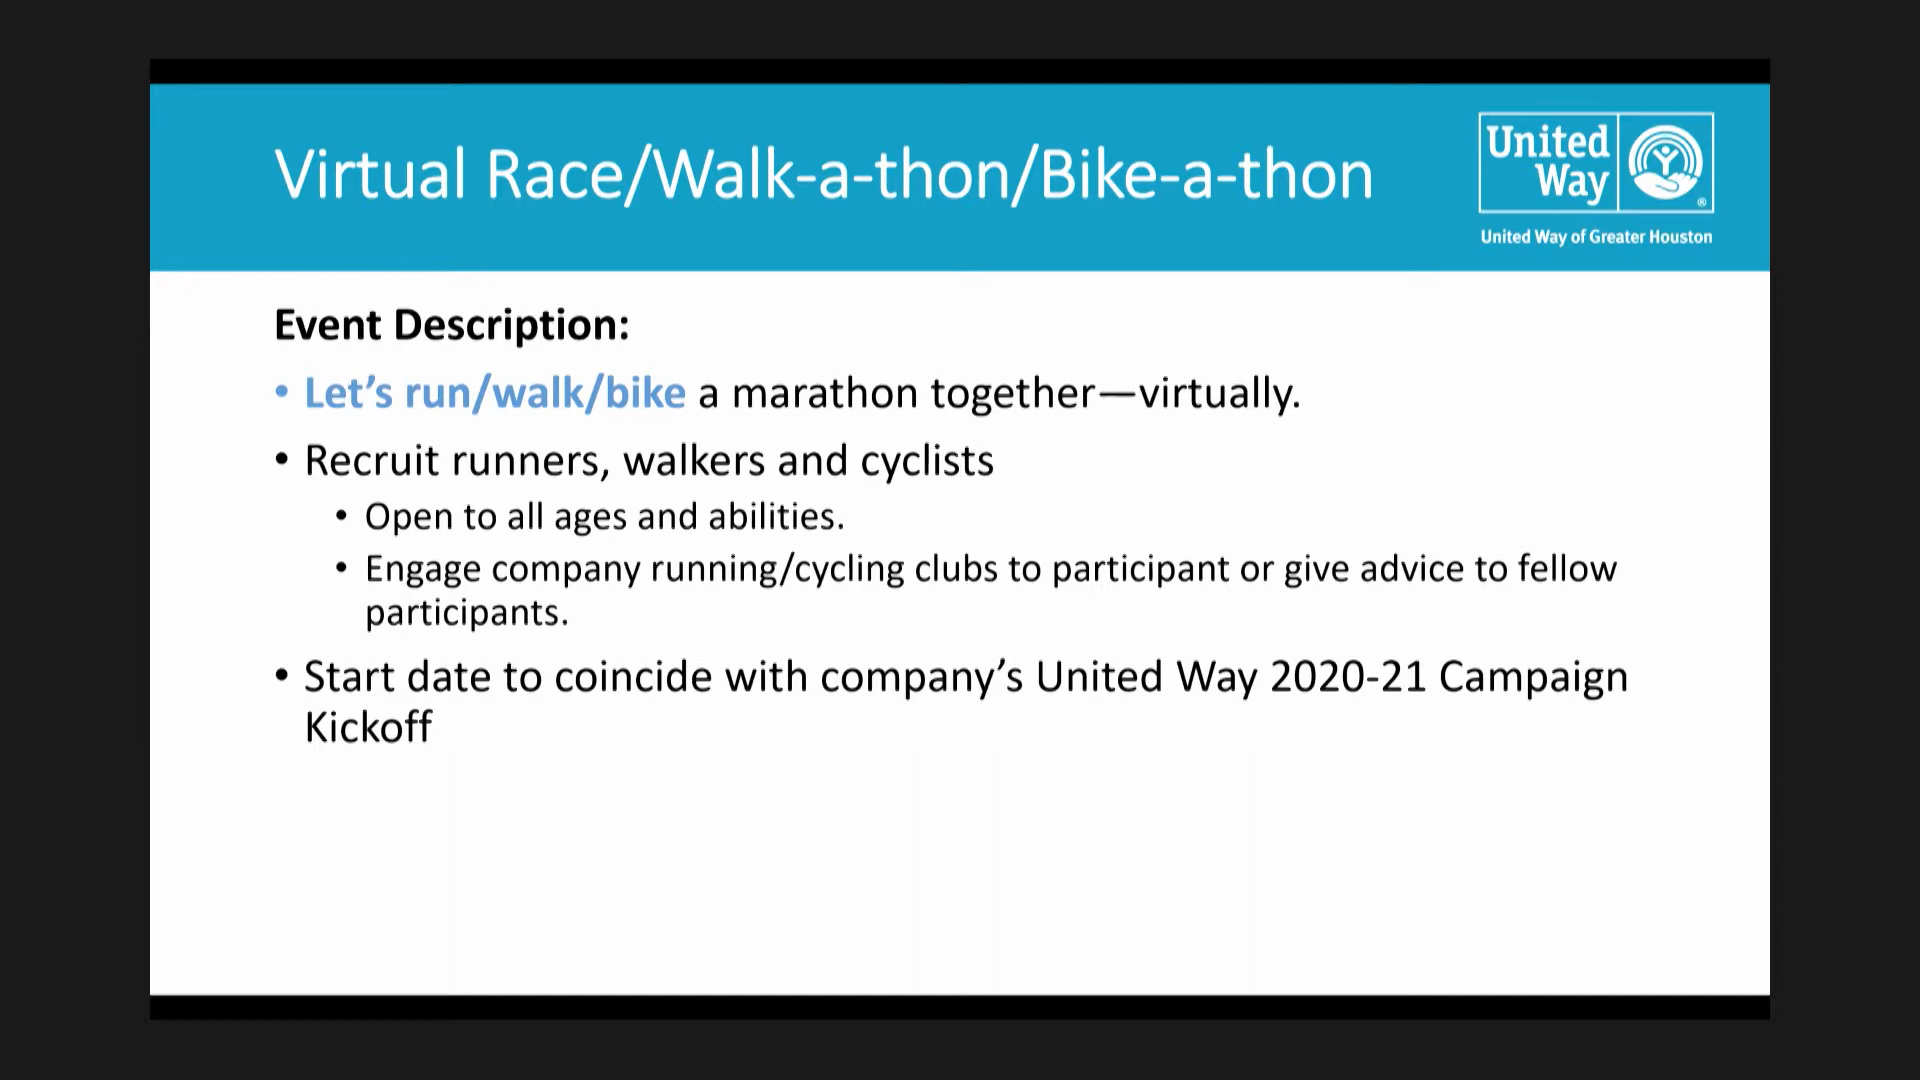 Virtual Race/Walk-a-thon/Bike-a-thon
United
Way
®
United Way of Greater Houston
Event Description:
• Let’s run/walk/bike a marathon together—virtually.
• Recruit runners, walkers and cyclists
• Open to all ages and abilities.
• Engage company running/cycling clubs to participant or give advice to fellow
participants.
• Start date to coincide with company’s United Way 2020-21 Campaign
Kickoff